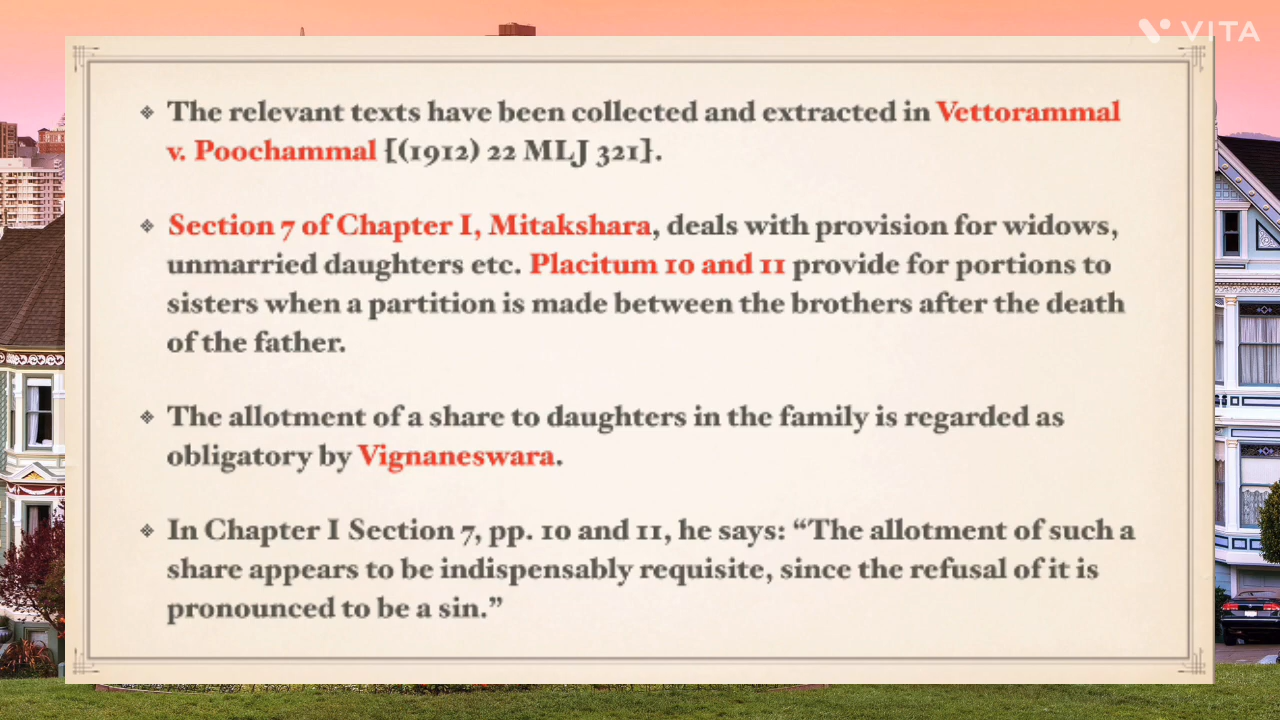 VITA
❖ The relevant texts have been collected and extracted in Vettorammal
v. Poochammal [(1912) 22 MLJ 321].
❖ Section 7 of Chapter I, Mitakshara, deals with provision for widows,
unmarried daughters etc. Placitum 10 and 11 provide for portions to
sisters when a partition is made between the brothers after the death
of the father.
❖ The allotment of a share to daughters in the family is regarded as
obligatory by Vignaneswara.
❖ In Chapter I Section 7, pp. 10 and 11, he says: “The allotment of such a
share appears to be indispensably requisite, since the refusal of it is
pronounced to be a sin.”